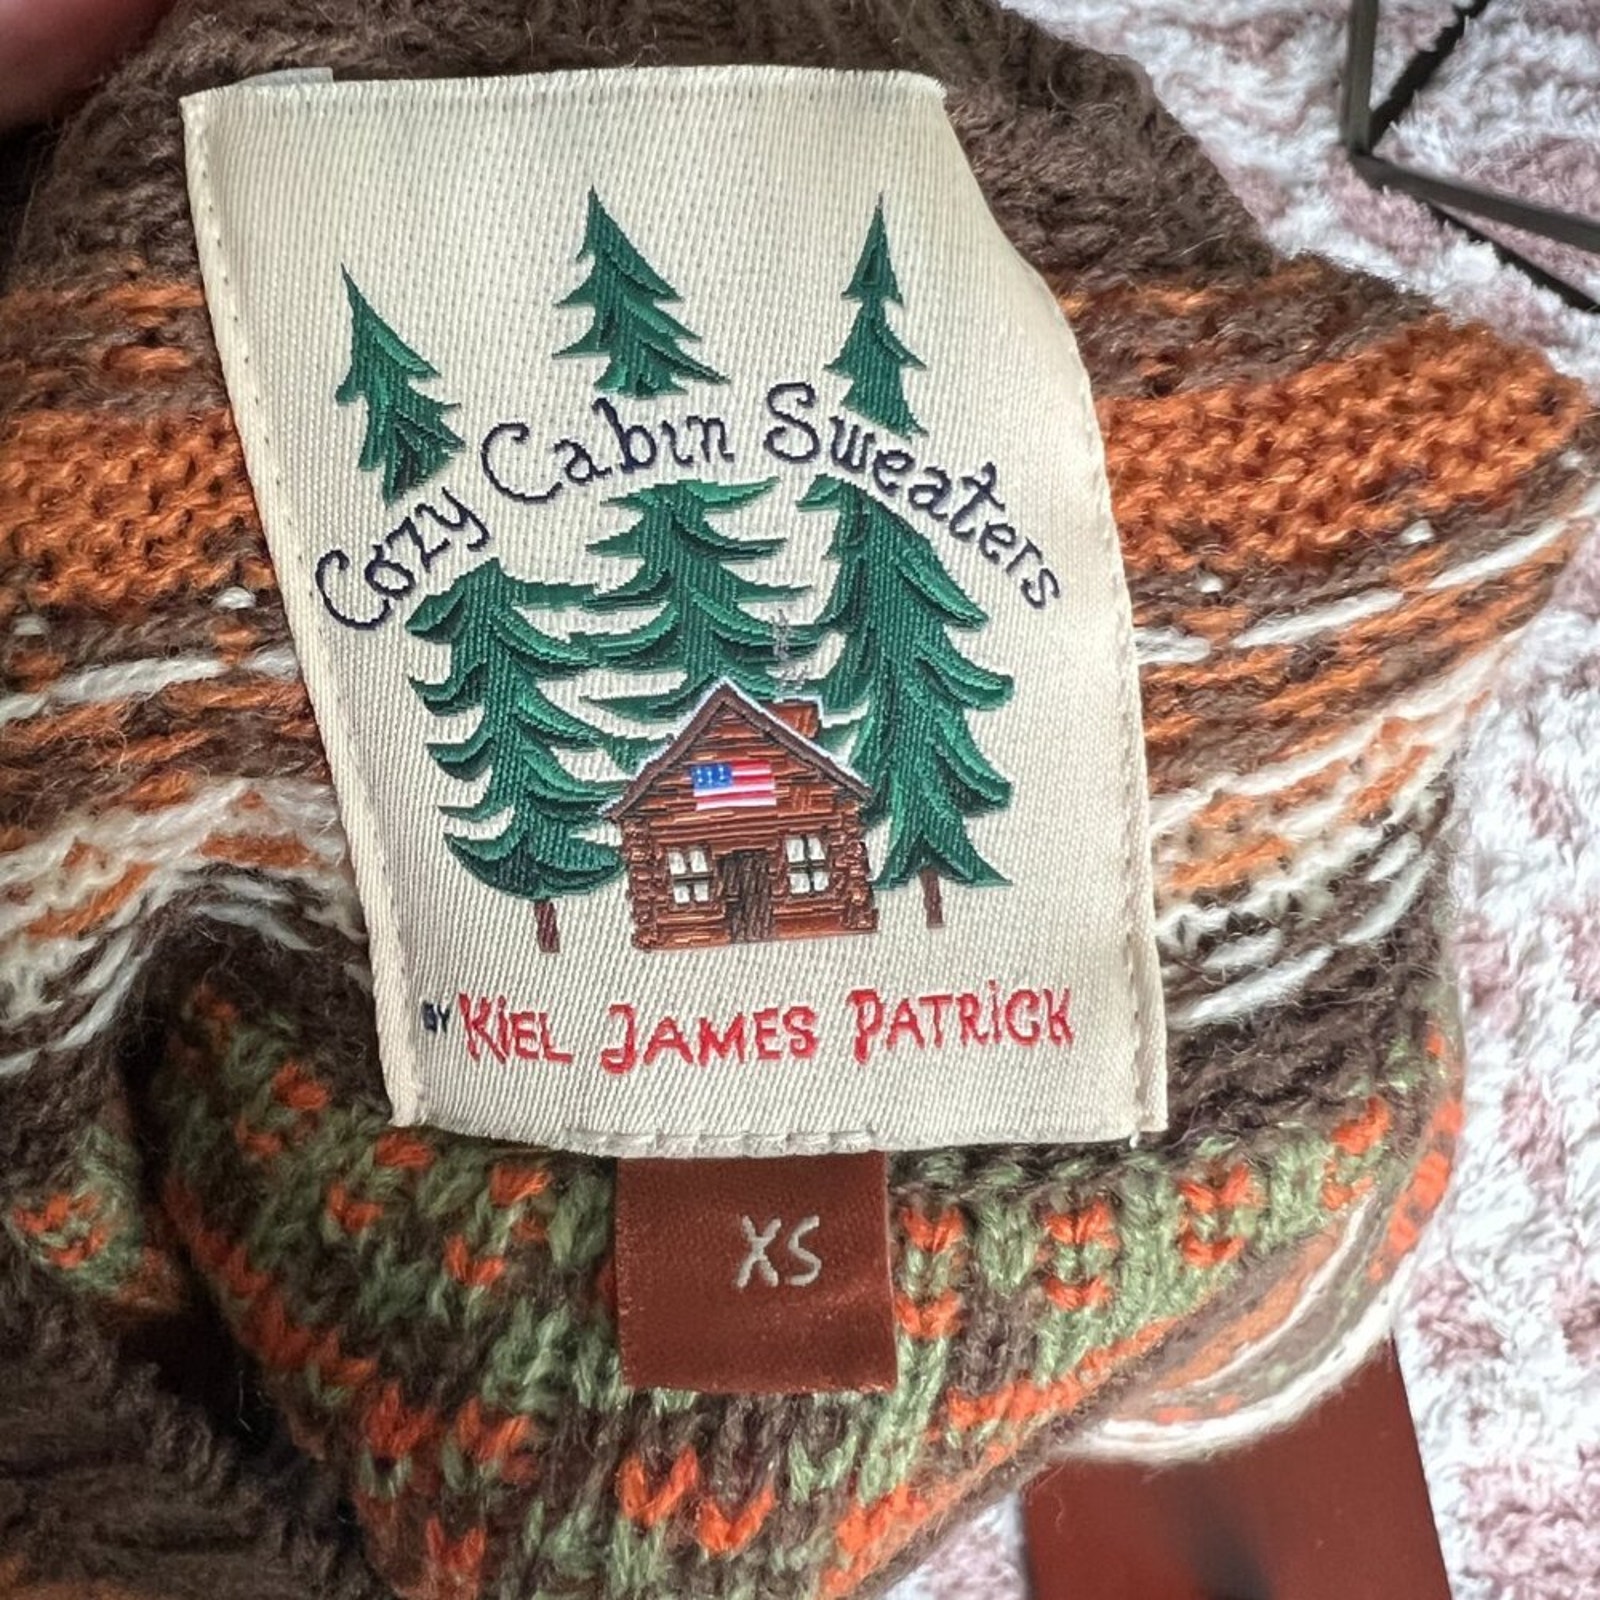 Cozy Cabin Sweaters
BY KIEL JAMES PATRICK
XS